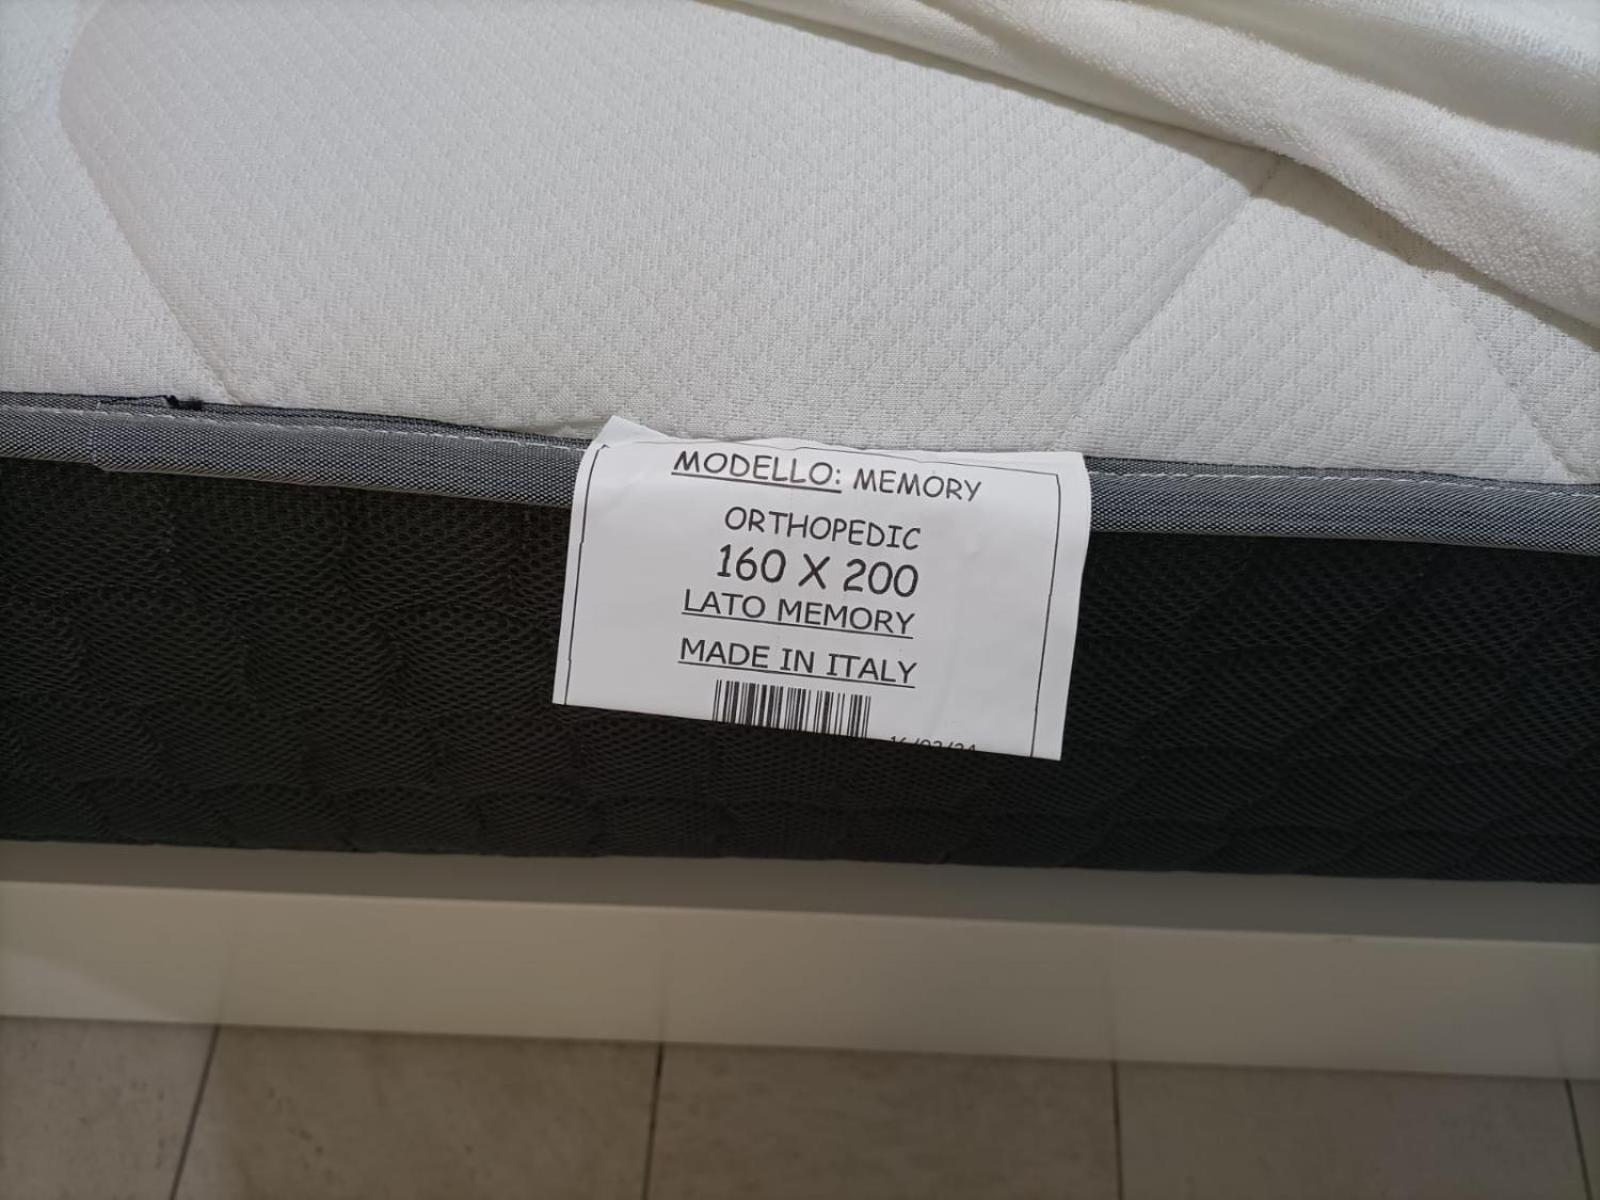 MODELLO: MEMORY
ORTHOPEDIC
160 X 200
LATO MEMORY
MADE IN ITALY